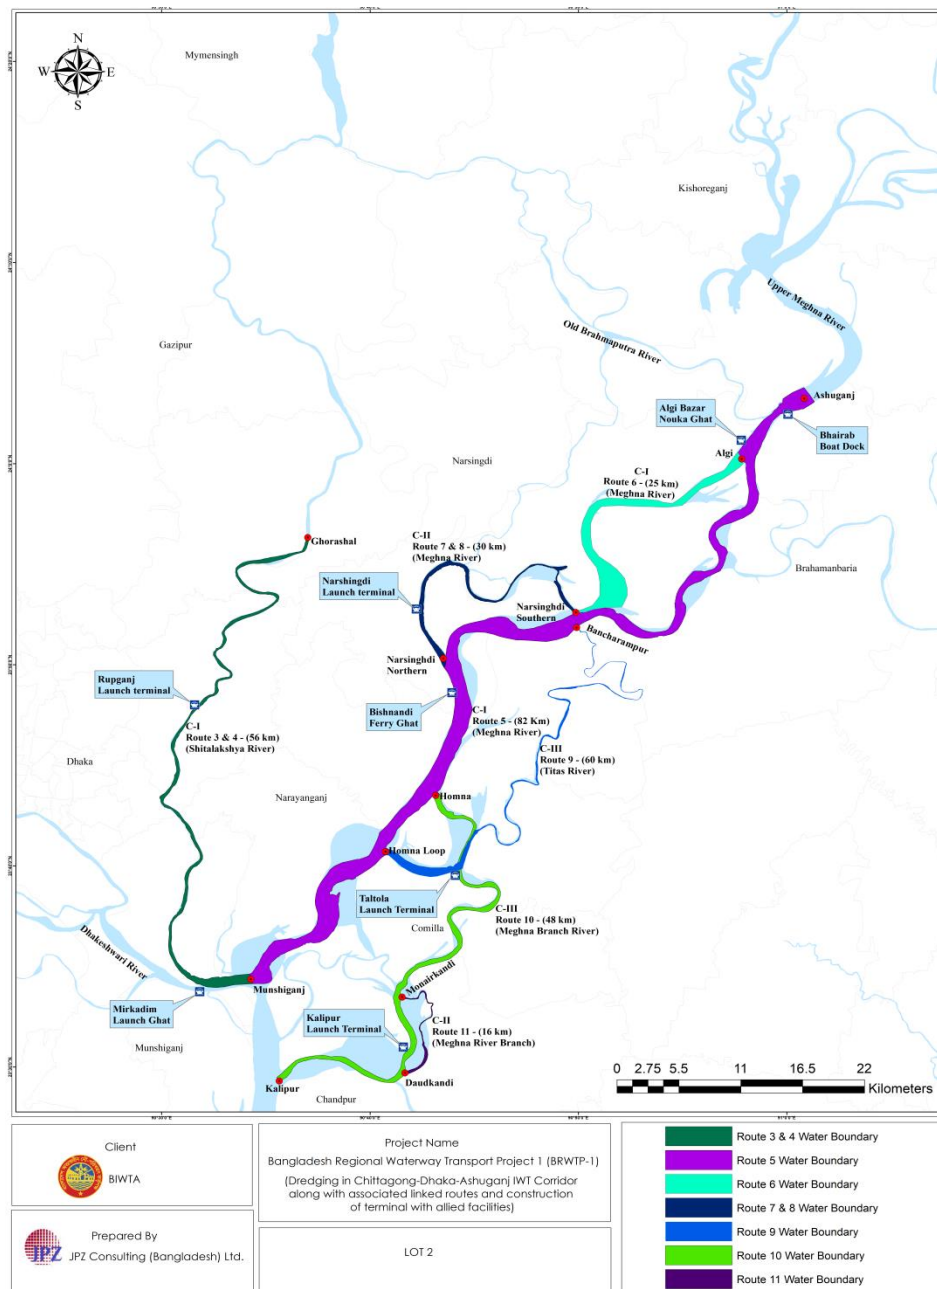 N
W
E
S
Mymensingh
Kishoreganj
Upper Meghna River
Old Brahmaputra River
Gazipur
Ashuganj
Algi Bazar
Nouka Ghat
Bhairab
Boat Dock
Algi
Narsingdi
C-I
Route 6 - (25 km)
(Meghna River)
Ghorashal
C-II
Route 7 & 8 - (30 km)
(Meghna River)
Brahamanbaria
Narshingdi
Launch terminal
Narsinghdi
Southern
Bancharampur
Narsinghdi
Northern
Rupganj
Launch terminal
Bishnandi
Ferry Ghat
C-I
Route 5 - (82 Km)
(Meghna River)
C-I
Route 3 & 4 - (56 km)
(Shitalakshya River)
C-III
Route 9 - (60 km)
(Titas River)
Dhaka
Narayanganj
Homna
Homna Loop
Taltola
Launch Terminal
C-III
Route 10 - (48 km)
(Meghna Branch River)
Comilla
Dhakeshwari River
Munshiganj
Monairkandi
Mirkadim
Launch Ghat
Kalipur
Launch Terminal
C-II
Route 11 - (16 km)
(Meghna River Branch)
Munshiganj
Kalipur
Daudkandi
Chandpur
0 2.75 5.5 11 16.5 22
Kilometers
Client
BIWTA
Prepared By
JPZ
JPZ Consulting (Bangladesh) Ltd.
Project Name
Bangladesh Regional Waterway Transport Project 1 (BRWTP-1)
(Dredging in Chittagong-Dhaka-Ashuganj IWT Corridor
along with associated linked routes and construction
of terminal with allied facilities)
LOT 2
Route 3 & 4 Water Boundary
Route 5 Water Boundary
Route 6 Water Boundary
Route 7 & 8 Water Boundary
Route 9 Water Boundary
Route 10 Water Boundary
Route 11 Water Boundary